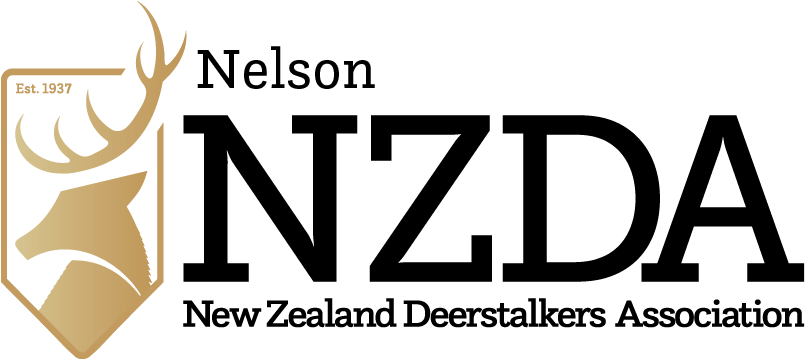 Est. 1937
Nelson
NZDA
New Zealand Deerstalkers Association